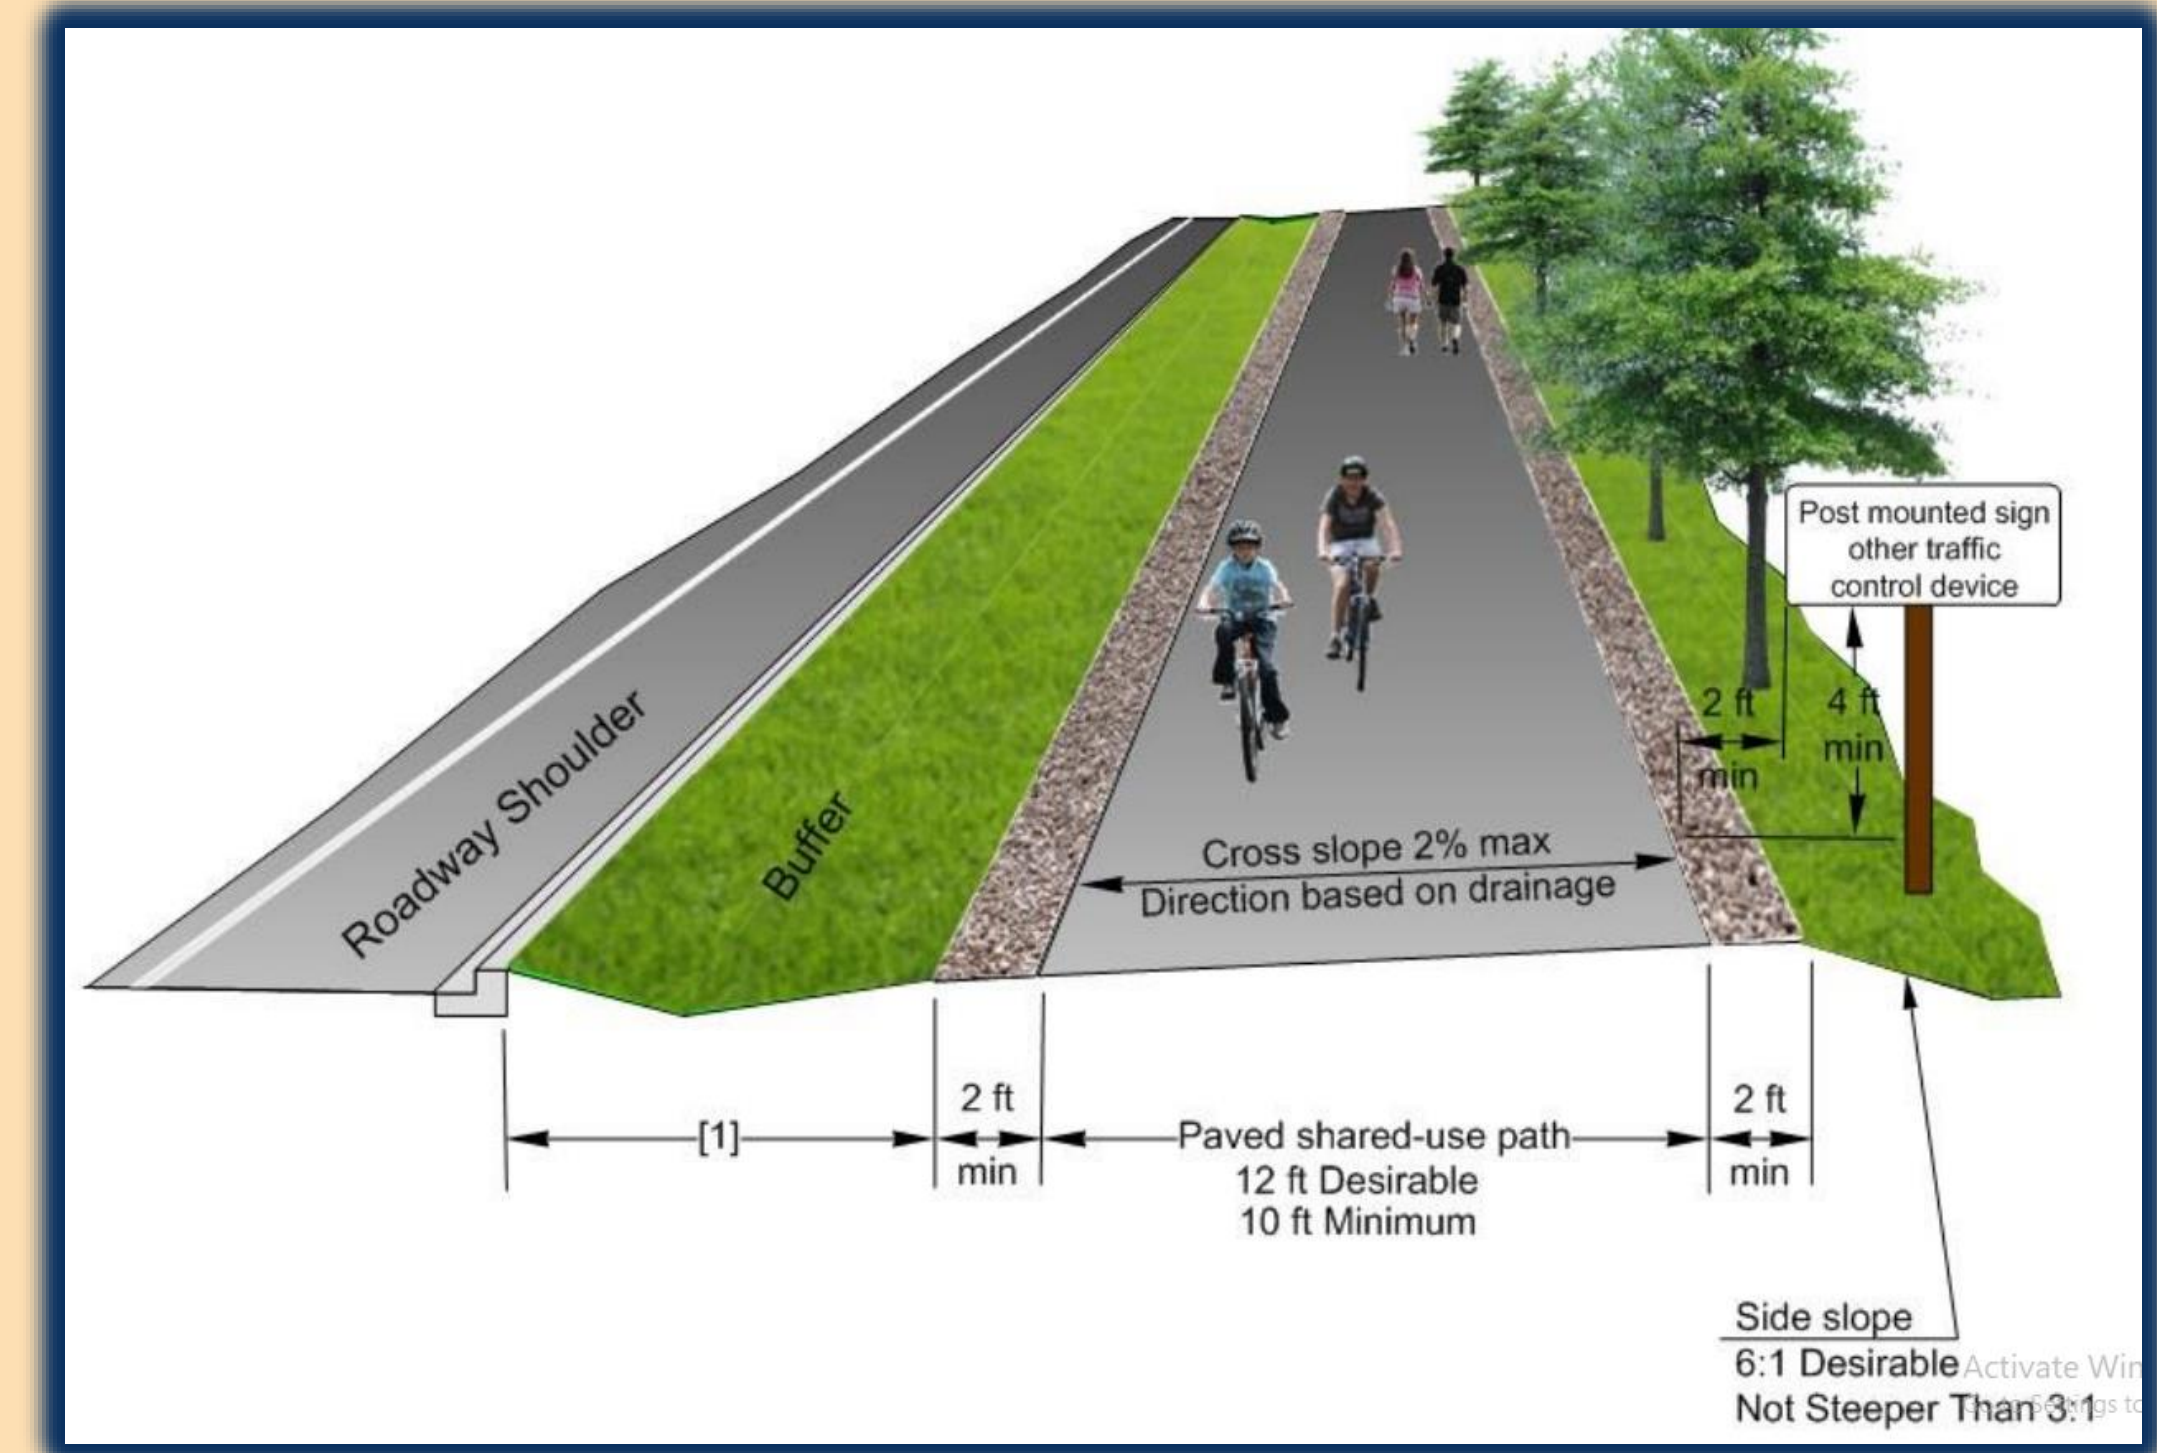 Post mounted sign
other traffic
control device
2 ft
min
4 ft
min
Roadway Shoulder
Buffer
Cross slope 2% max
Direction based on drainage
[1]
2 ft
min
Paved shared-use path
12 ft Desirable
10 ft Minimum
2 ft
min
Side slope
6:1 Desirable
Not Steeper Than 3:1
Activate Win